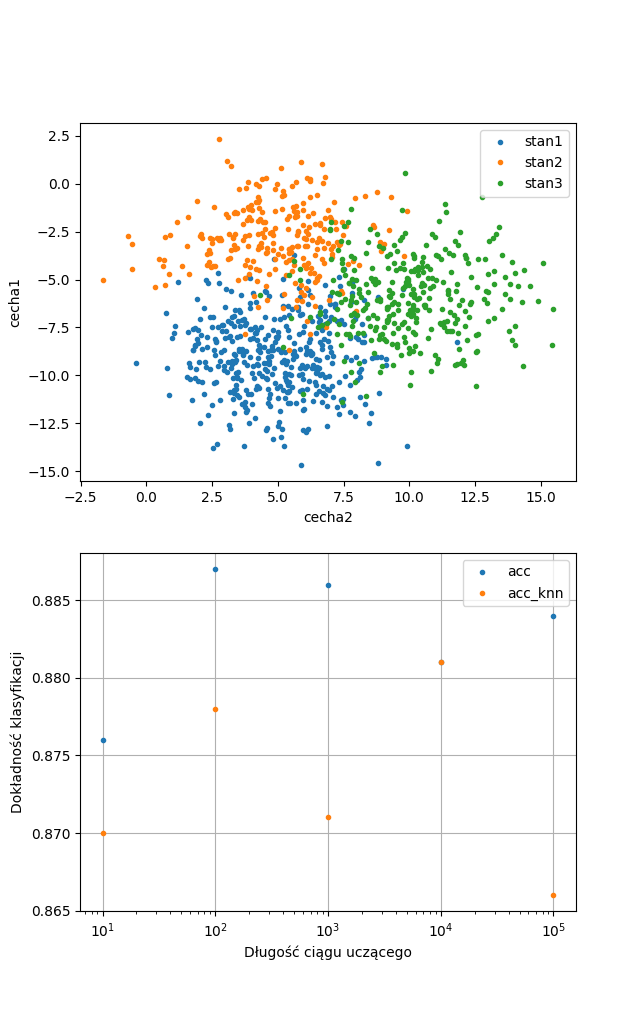 2.5
0.0
−2.5
−5.0
−7.5
−10.0
−12.5
−15.0
cecha1
stan1
stan2
stan3
−2.5 0.0 2.5 5.0 7.5 10.0 12.5 15.0
cecha2
0.885
0.880
0.875
0.870
0.865
Dokładność klasyfikacji
acc
acc_knn
10¹ 10² 10³ 10⁴ 10⁵
Długość ciągu uczącego